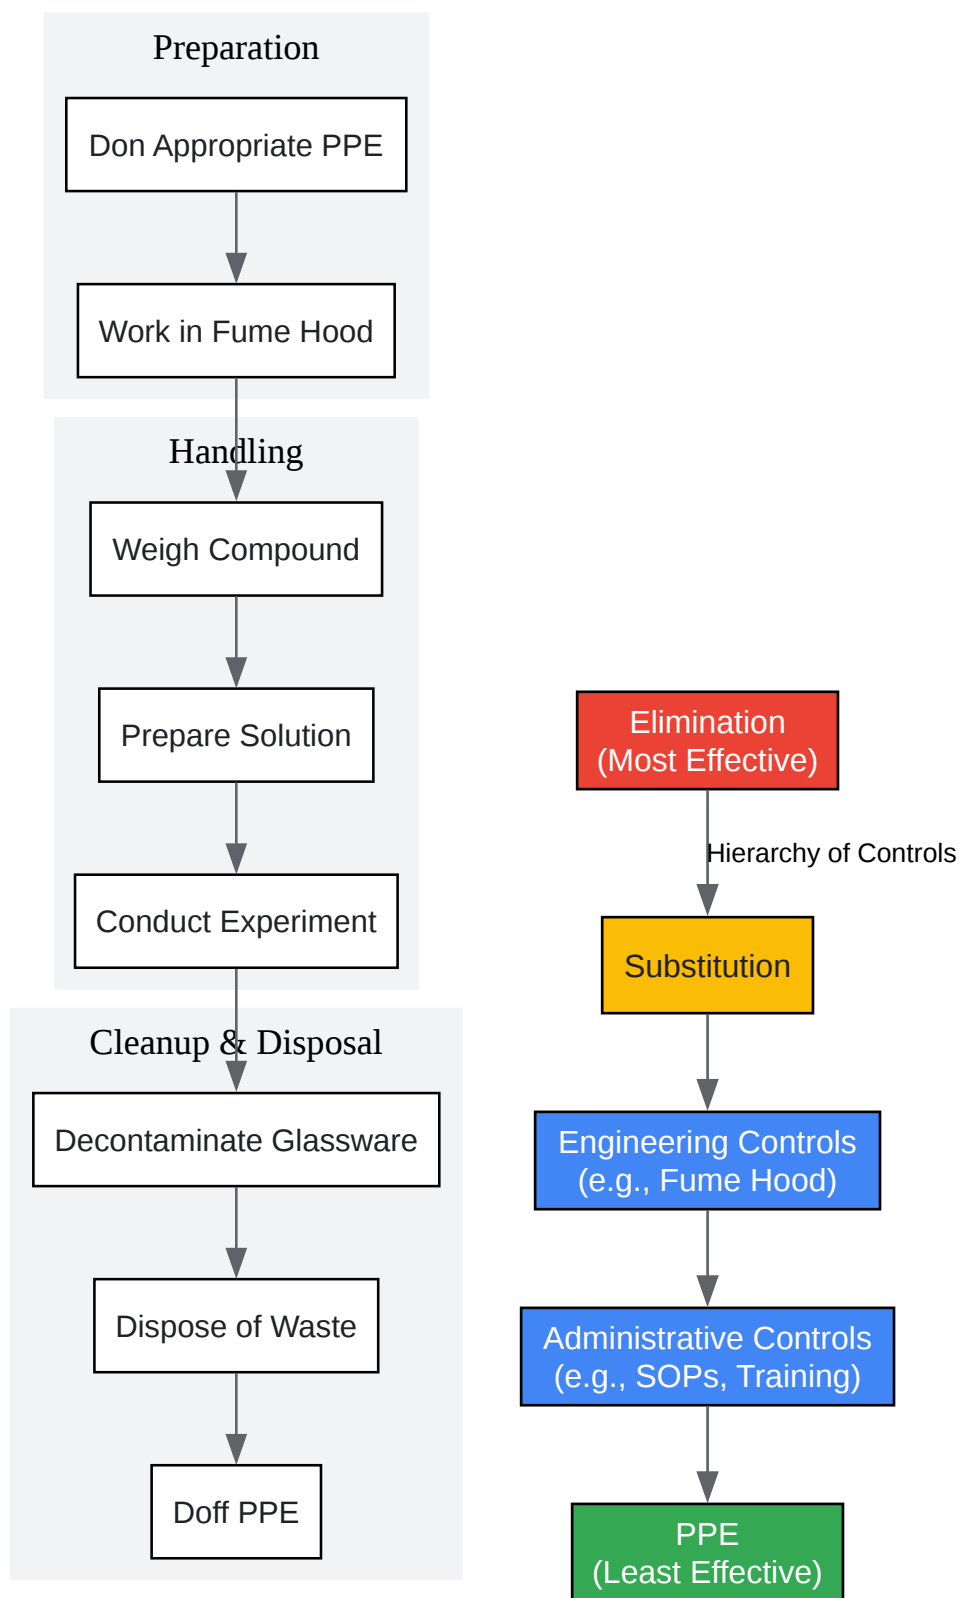 Preparation
Don Appropriate PPE
Work in Fume Hood
Handling
Weigh Compound
Prepare Solution
Conduct Experiment
Cleanup & Disposal
Decontaminate Glassware
Dispose of Waste
Doff PPE
Elimination
(Most Effective)
Hierarchy of Controls
Substitution
Engineering Controls
(e.g., Fume Hood)
Administrative Controls
(e.g., SOPs, Training)
PPE
(Least Effective)